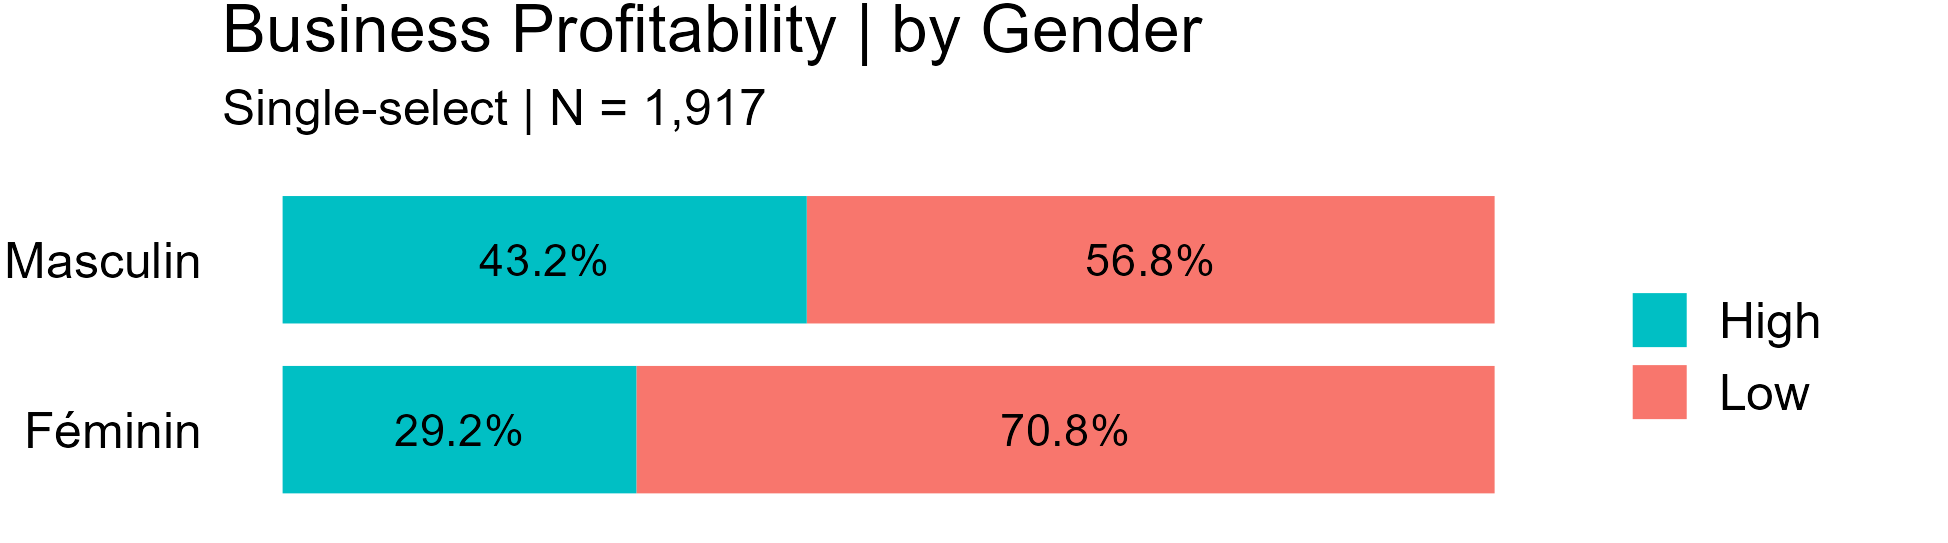 Business Profitability | by Gender
Single-select | N = 1,917
Masculin
43.2%
56.8%
Féminin
29.2%
70.8%
High
Low